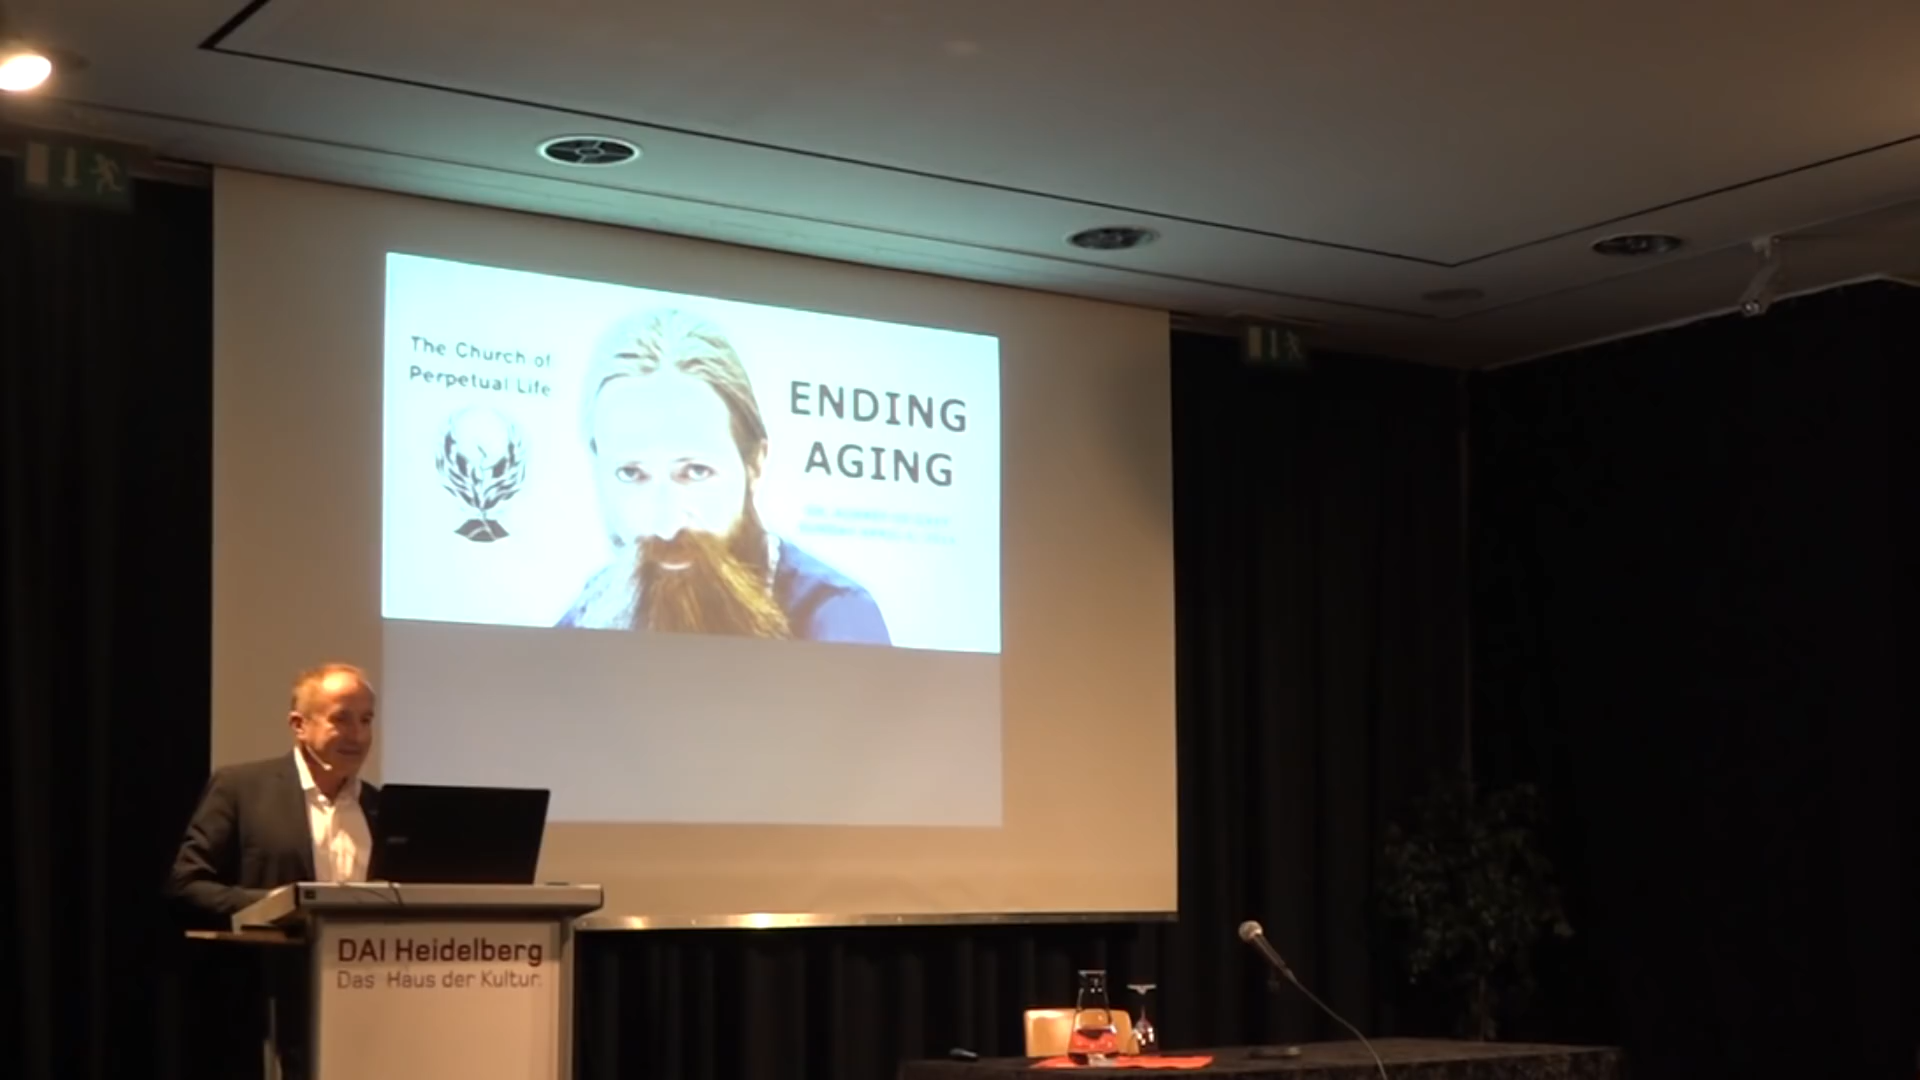 The Church of
Perpetual Life
ENDING
AGING
DAI Heidelberg
Das Haus der Kultur.